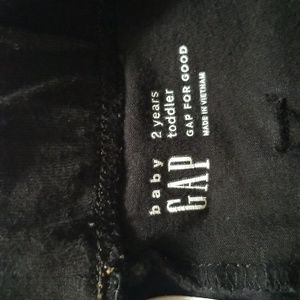 baby
GAP
2 years
toddler
GAP FOR GOOD
MADE IN VIETNAM